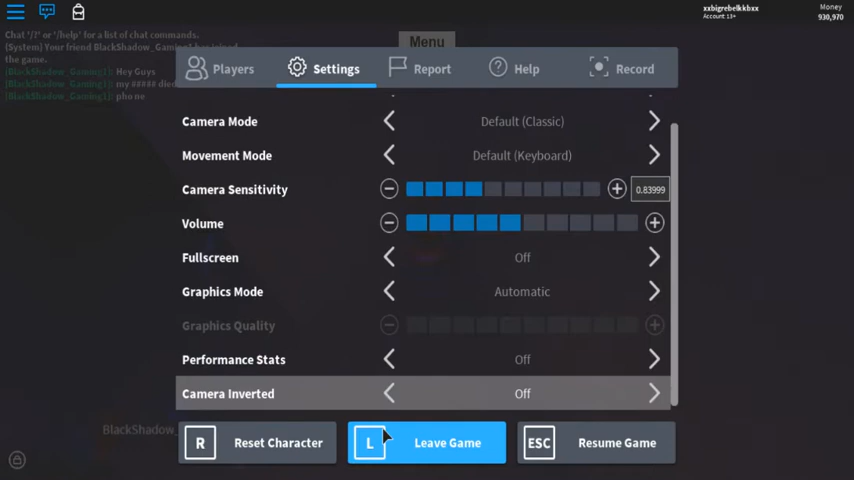 xxbigrebelkkbxx
Account: 13+
Money
930,970
Chat '/?' or '/help' for a list of chat commands.
{System} Your friend BlackShadow_Gaming1 has joined
the game.
[BlackShadow_Gaming1]: Hey Guys
[BlackShadow_Gaming1]: my ##### died
[BlackShadow_Gaming1]: pho ne
Menu
Players
Settings
Report
Help
Record
Camera Mode
Default (Classic)
Movement Mode
Default (Keyboard)
Camera Sensitivity
0.83999
Volume
Fullscreen
Off
Graphics Mode
Automatic
Graphics Quality
Performance Stats
Off
Camera Inverted
Off
BlackShadow_
R Reset Character
L Leave Game
ESC Resume Game